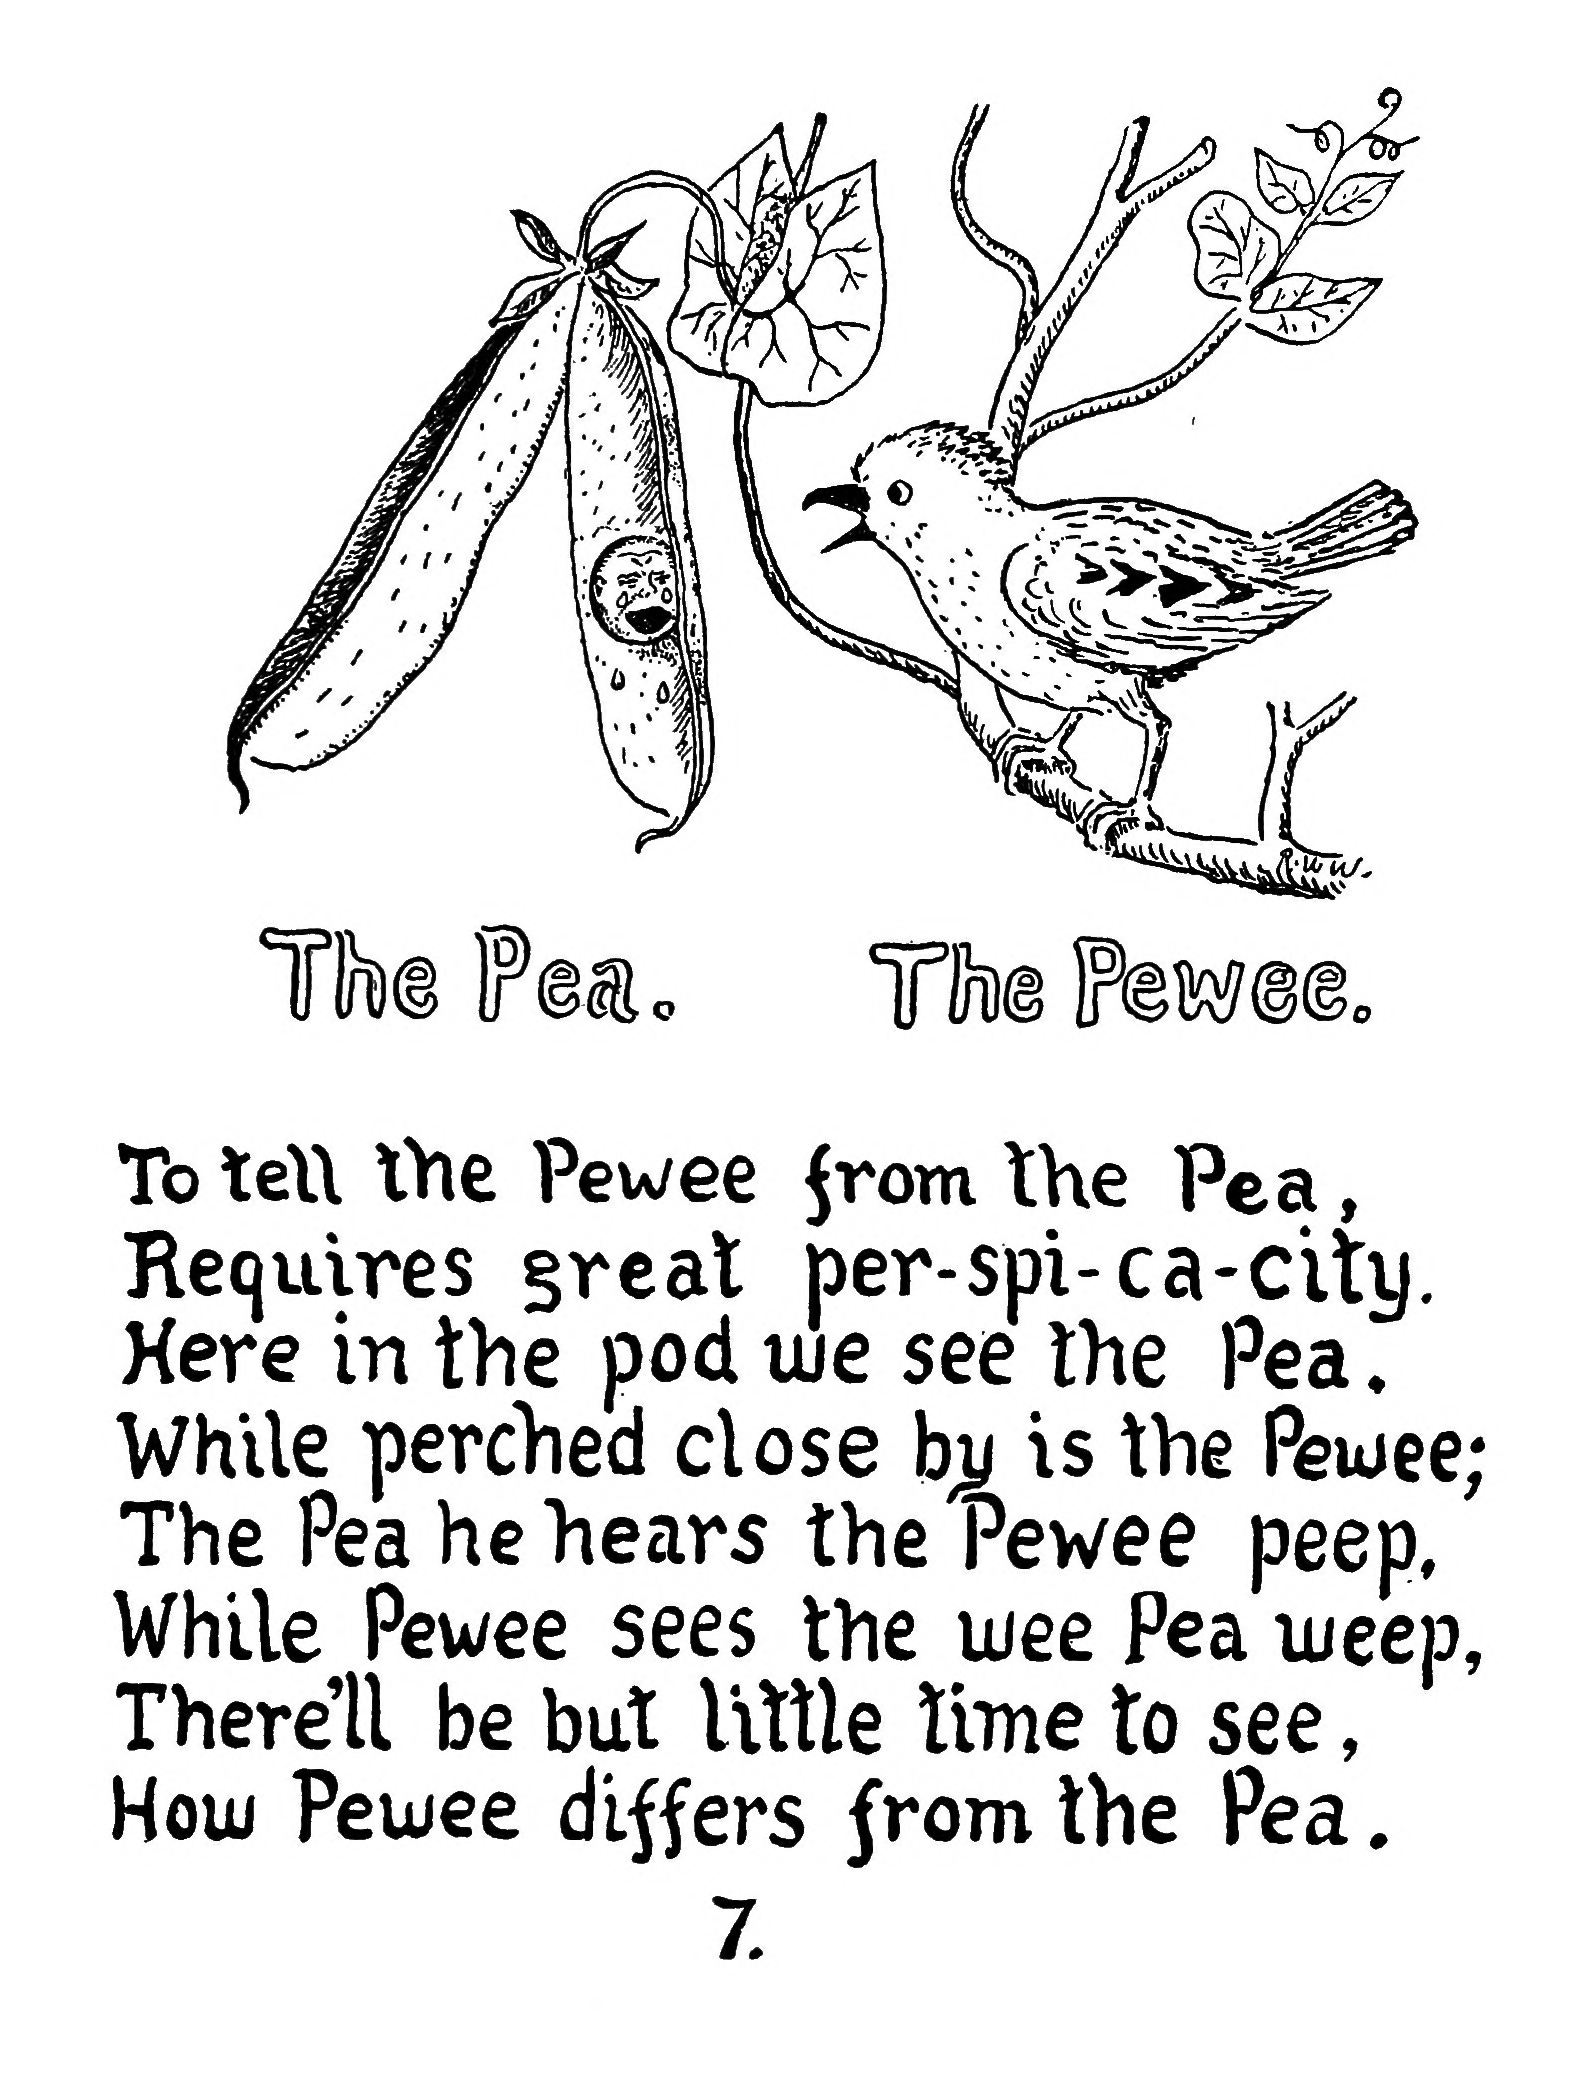 R.W.W.
The Pea. The Pewee.
To tell the Pewee from the Pea,
Requires great per-spi-ca-city.
Here in the pod we see the Pea.
While perched close by is the Pewee;
The Pea he hears the Pewee peep,
While Pewee sees the wee Pea weep,
There'll be but little time to see,
How Pewee differs from the Pea.
7.